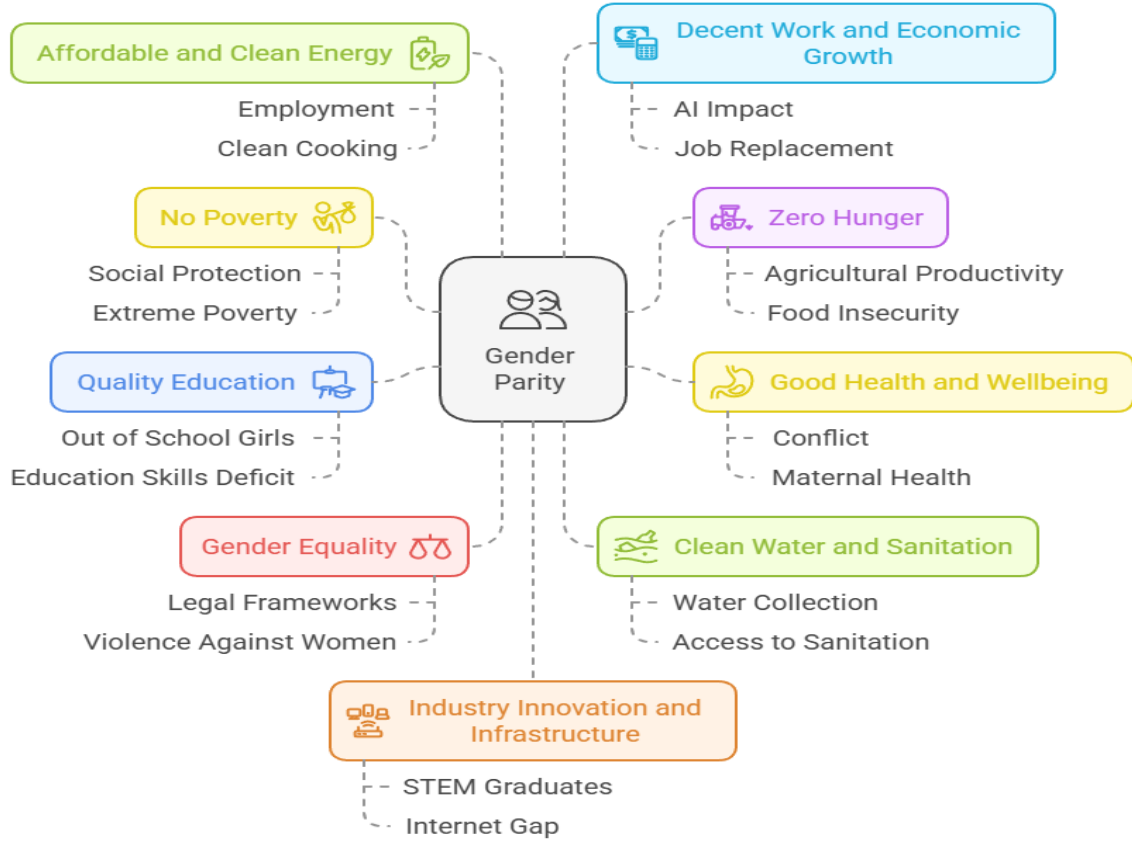 Affordable and Clean Energy
Employment
Clean Cooking
No Poverty
Social Protection
Extreme Poverty
Quality Education
Out of School Girls
Education Skills Deficit
Gender Equality
Legal Frameworks
Violence Against Women
Gender
Parity
Decent Work and Economic
Growth
AI Impact
Job Replacement
Zero Hunger
Agricultural Productivity
Food Insecurity
Good Health and Wellbeing
Conflict
Maternal Health
Clean Water and Sanitation
Water Collection
Access to Sanitation
Industry Innovation and
Infrastructure
STEM Graduates
Internet Gap